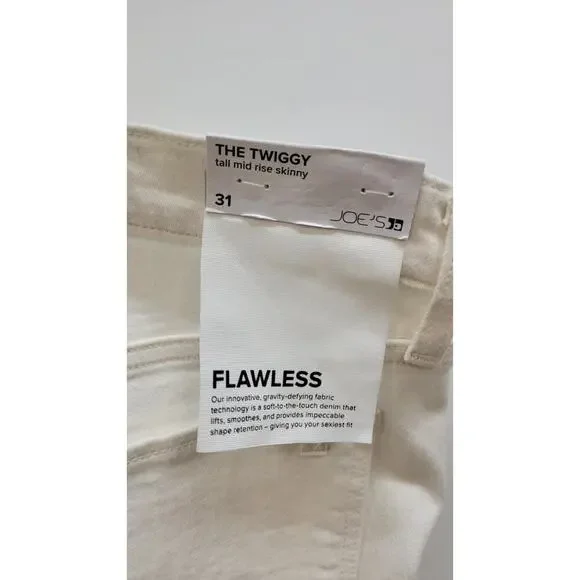 THE TWIGGY
tall mid rise skinny
31
JOE'S
FLAWLESS
Our innovative, gravity-defying fabric
technology is a soft-to-the-touch denim that
lifts, smoothes, and provides impeccable
shape retention – giving you your sexiest fit